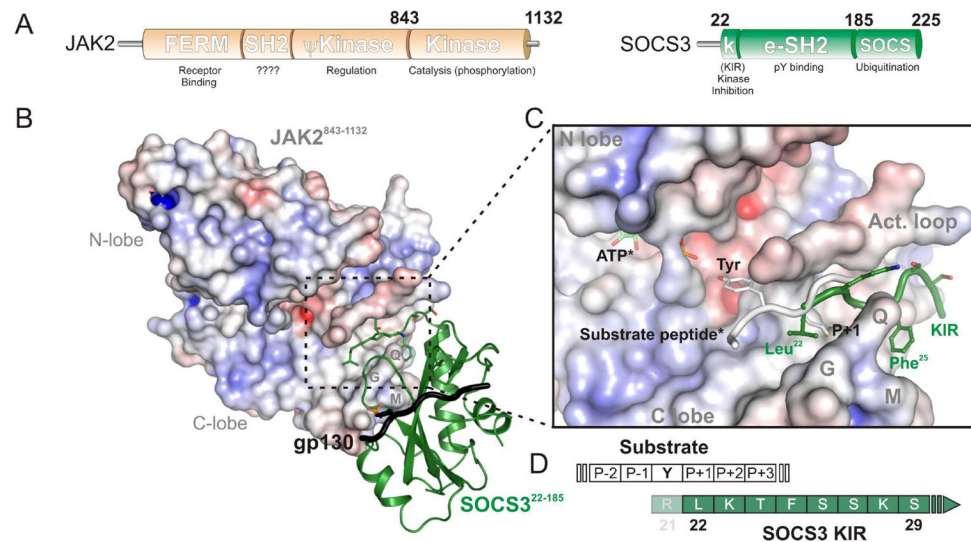 A
843
1132
JAK2
FERM
SH2
ψKinase
Kinase
Receptor
Binding
????
Regulation
Catalysis (phosphorylation)
22
185
225
SOCS3
k
e-SH2
SOCS
(KIR)
Kinase
Inhibition
pY binding
Ubiquitination
B
JAK2843-1132
N-lobe
C-lobe
Q
G
M
gp130
SOCS322-185
C
N lobe
Act. loop
ATP*
Tyr
Substrate peptide*
P+1
Q
KIR
Leu22
Phe25
G
M
C lobe
D
Substrate
P-2 P-1 Y P+1 P+2 P+3
R L K T F S S K S
21 22 29
SOCS3 KIR